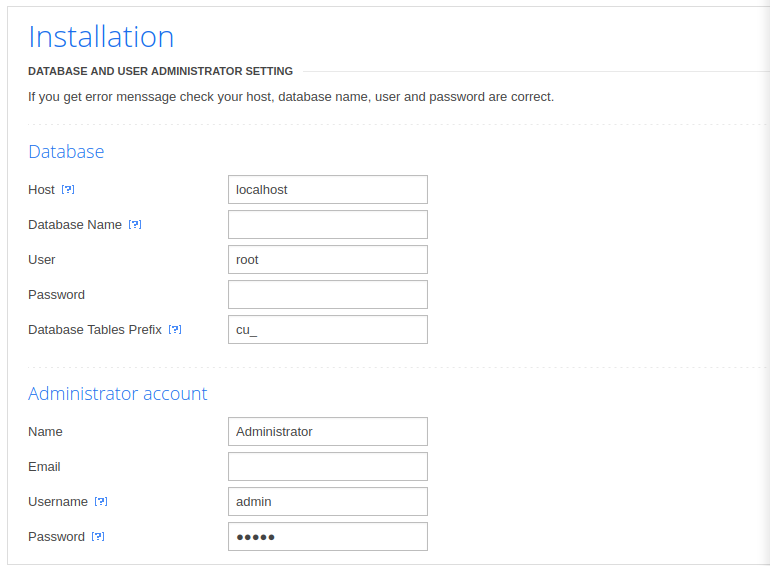 Installation
DATABASE AND USER ADMINISTRATOR SETTING
If you get error menssage check your host, database name, user and password are correct.
Database
Host [?] localhost
Database Name [?]
User root
Password
Database Tables Prefix [?] cu_
Administrator account
Name Administrator
Email
Username [?] admin
Password [?] ●●●●●